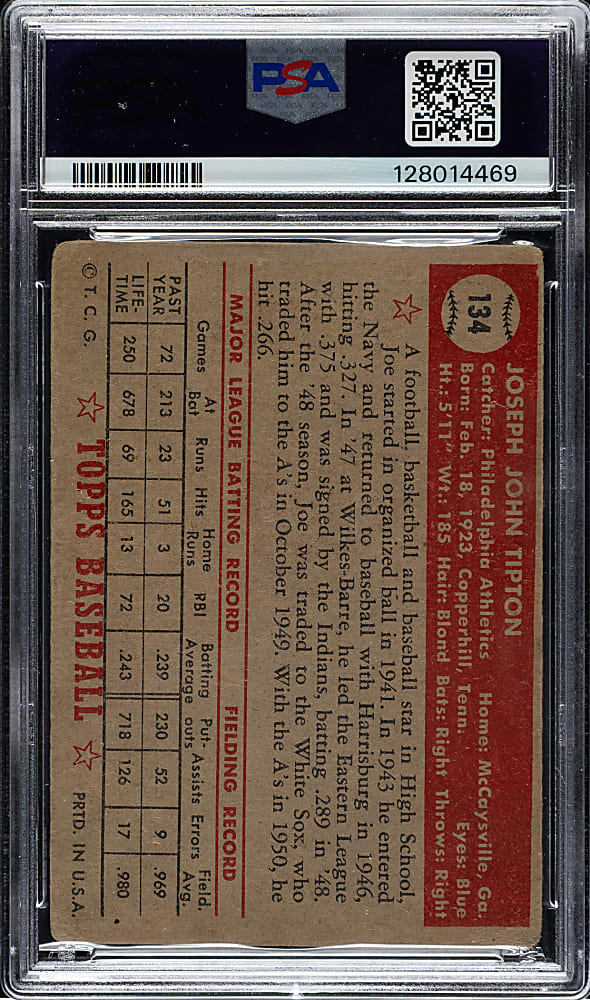 PSA
128014469
134
JOSEPH JOHN TIPTON
Catcher: Philadelphia Athletics Home: McCaysville, Ga.
Born: Feb. 18, 1923, Copperhill, Tenn. Eyes: Blue
Ht.: 5'11" Wt.: 185 Hair: Blond Bats: Right Throws: Right
A football, basketball and baseball star in High School,
Joe started in organized ball in 1941. In 1943 he entered
the Navy and returned to baseball with Harrisburg in 1946,
hitting .327. In '47 at Wilkes-Barre, he led the Eastern League
with .375 and was signed by the Indians, batting .289 in '48.
After the '48 season, Joe was traded to the White Sox, who
traded him to the A's in October 1949. With the A's in 1950, he
hit .266.
MAJOR LEAGUE BATTING RECORD FIELDING RECORD
Games At Bat Runs Hits Home Runs RBI Batting Average Put-outs Assists Errors Field. Avg.
PAST YEAR 72 213 23 51 3 20 .239 230 52 9 .969
LIFE-TIME 250 678 69 165 13 72 .243 718 126 17 .980
© T. C. G. TOPPS BASEBALL PRTD. IN U.S.A.